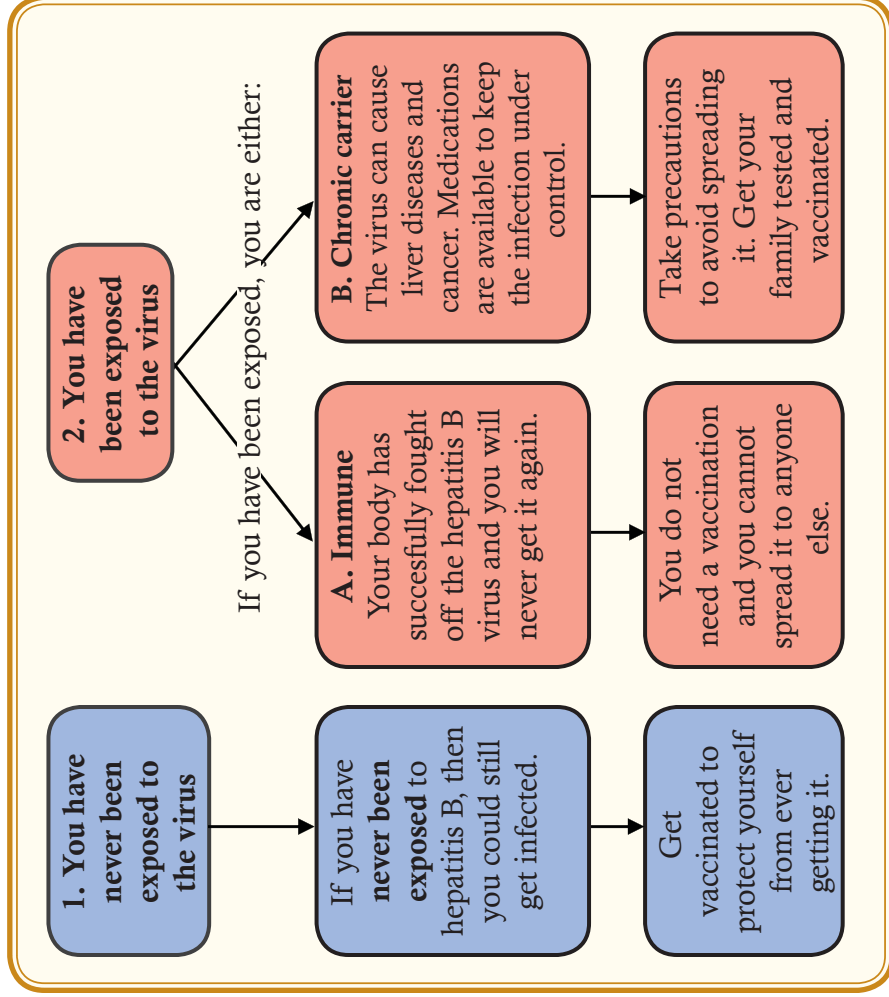 1. You have
never been
exposed to
the virus
If you have
never been
exposed to
hepatitis B, then
you could still
get infected.
Get
vaccinated to
protect yourself
from ever
getting it.
2. You have
been exposed
to the virus
If you have been exposed, you are either:
A. Immune
Your body has
succesfully fought
off the hepatitis B
virus and you will
never get it again.
You do not
need a vaccination
and you cannot
spread it to anyone
else.
B. Chronic carrier
The virus can cause
liver diseases and
cancer. Medications
are available to keep
the infection under
control.
Take precautions
to avoid spreading
it. Get your
family tested and
vaccinated.